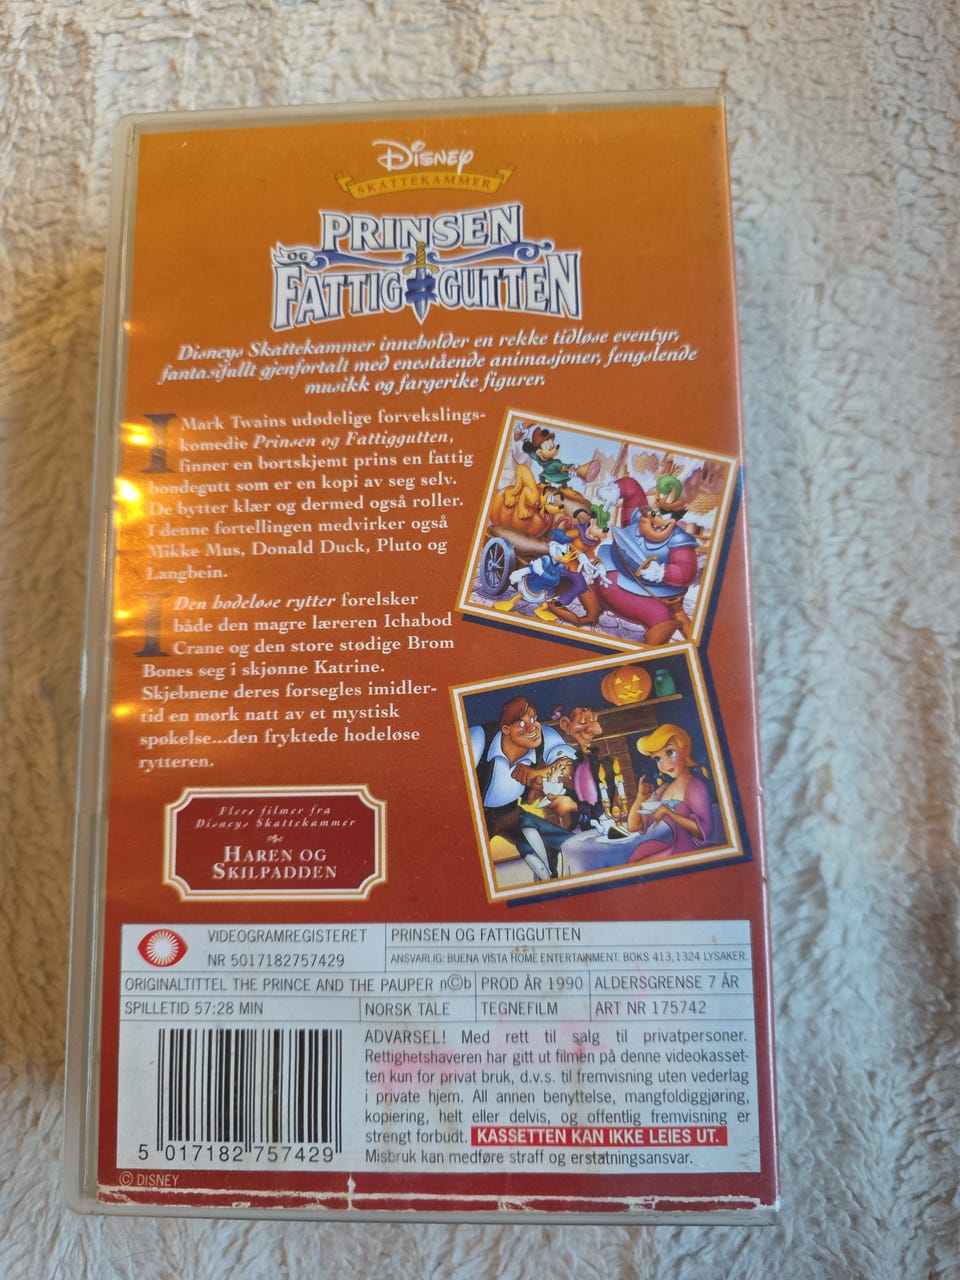 Disney
SKATTEKAMMER
PRINSEN
OG
FATTIGGUTTEN
Disneys Skattekammer inneholder en rekke tidløse eventyr,
fantasifullt gjenfortalt med enestående animasjoner, fengslende
musikk og fargerike figurer.
I Mark Twains udødelige forvekslings-
komedie Prinsen og Fattiggutten,
finner en bortskjemt prins en fattig
bondegutt som er en kopi av seg selv.
De bytter klær og dermed også roller.
I denne fortellingen medvirker også
Mikke Mus, Donald Duck, Pluto og
Langbein.
I Den hodeløse rytter forelsker
både den magre læreren Ichabod
Crane og den store stødige Brom
Bones seg i skjønne Katrine.
Skjebnene deres forsegles imidler-
tid en mørk natt av et mystisk
spøkelse...den fryktede hodeløse
rytteren.
Flere filmer fra
Disneys Skattekammer
HAREN OG
SKILPADDEN
VIDEOGRAMREGISTERET
NR 5017182757429
PRINSEN OG FATTIGGUTTEN
ANSVARLIG: BUENA VISTA HOME ENTERTAINMENT. BOKS 413,1324 LYSAKER.
ORIGINALTITTEL THE PRINCE AND THE PAUPER n©b PROD ÅR 1990 ALDERSGRENSE 7 ÅR
SPILLETID 57:28 MIN NORSK TALE TEGNEFILM ART NR 175742
ADVARSEL! Med rett til salg til privatpersoner.
Rettighetshaveren har gitt ut filmen på denne videokasset-
ten kun for privat bruk, d.v.s. til fremvisning uten vederlag
i private hjem. All annen benyttelse, mangfoldiggjøring,
kopiering, helt eller delvis, og offentlig fremvisning er
strengt forbudt. KASSETTEN KAN IKKE LEIES UT.
Misbruk kan medføre straff og erstatningsansvar.
5 017182 757429
© DISNEY